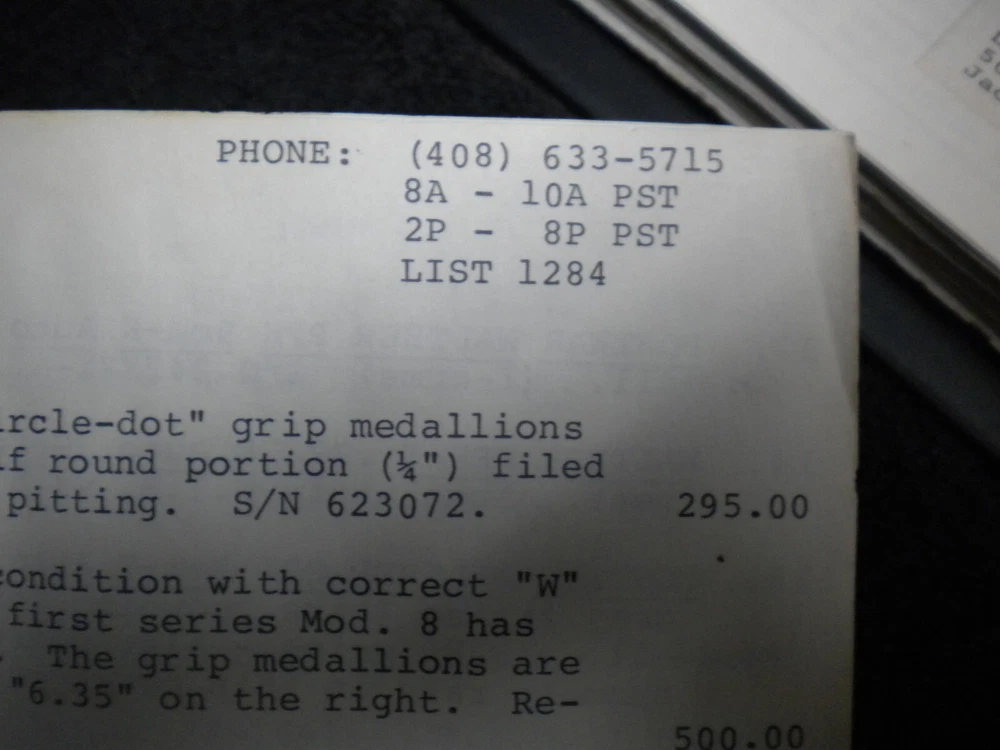 PHONE: (408) 633-5715
8A - 10A PST
2P - 8P PST
LIST 1284
ircle-dot" grip medallions
lf round portion (¼") filed
pitting. S/N 623072. 295.00
condition with correct "W"
first series Mod. 8 has
The grip medallions are
"6.35" on the right. Re-
500.00